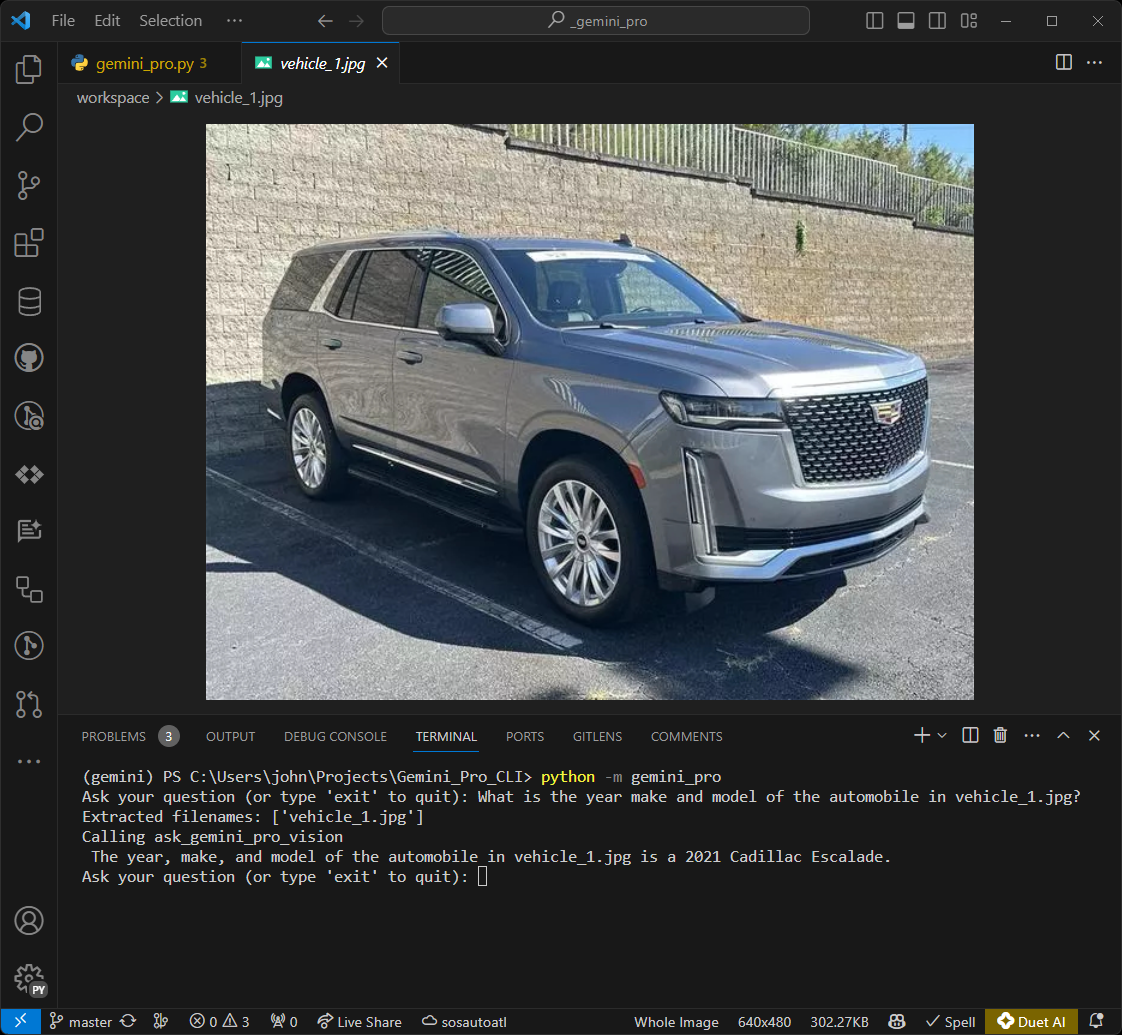 File Edit Selection ··· _gemini_pro
gemini_pro.py 3 vehicle_1.jpg
workspace > vehicle_1.jpg
PROBLEMS 3 OUTPUT DEBUG CONSOLE TERMINAL PORTS GITLENS COMMENTS
(gemini) PS C:\Users\john\Projects\Gemini_Pro_CLI> python -m gemini_pro
Ask your question (or type 'exit' to quit): What is the year make and model of the automobile in vehicle_1.jpg?
Extracted filenames: ['vehicle_1.jpg']
Calling ask_gemini_pro_vision
The year, make, and model of the automobile in vehicle_1.jpg is a 2021 Cadillac Escalade.
Ask your question (or type 'exit' to quit):
PY
master 0 3 0 Live Share sosautoatl Whole Image 640x480 302.27KB Spell Duet AI